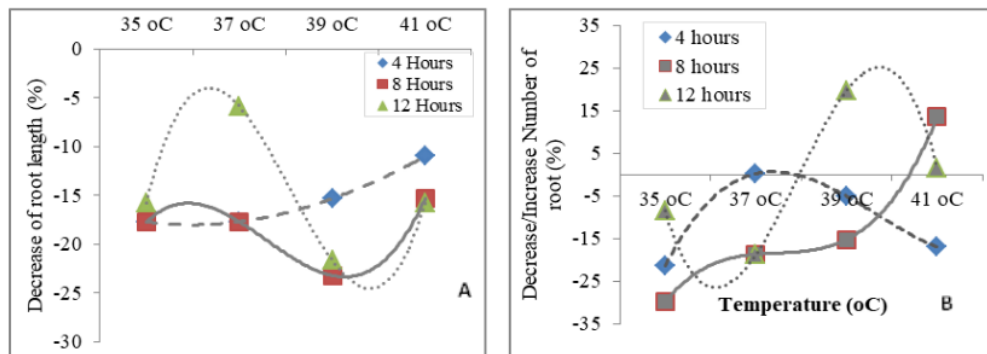 35 oC 37 oC 39 oC 41 oC
0
-5
-10
-15
-20
-25
-30
Decrease of root length (%)
4 Hours
8 Hours
12 Hours
A
35
25
15
5
-5
-15
-25
-35
Decrease/Increase Number of
root (%)
4 hours
8 hours
12 hours
35 oC 37 oC 39 oC 41 oC
Temperature (oC)
B